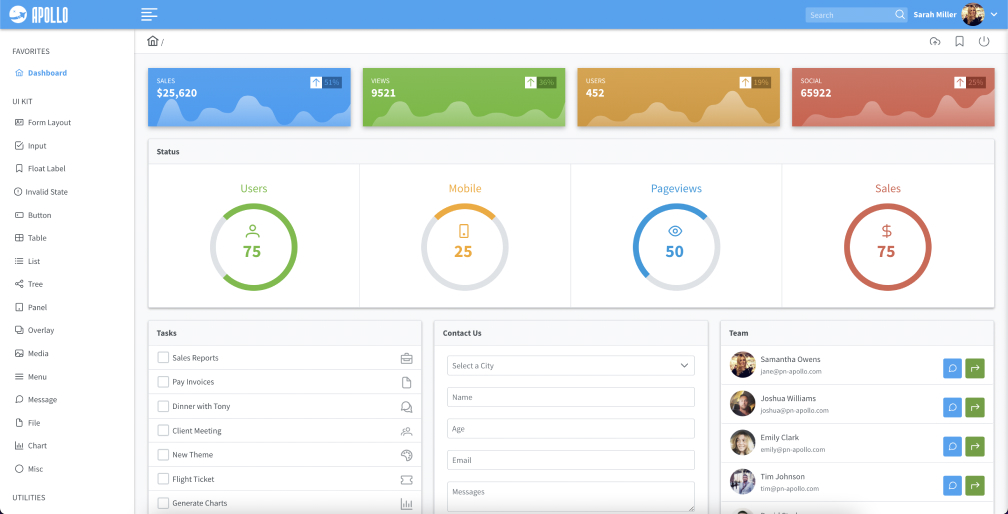 APOLLO
Search
Sarah Miller
FAVORITES
/
Dashboard
UI KIT
Form Layout
Input
Float Label
Invalid State
Button
Table
List
Tree
Panel
Overlay
Media
Menu
Message
File
Chart
Misc
UTILITIES
SALES
$25,620
51%
VIEWS
9521
36%
USERS
452
19%
SOCIAL
65922
25%
Status
Users
75
Mobile
25
Pageviews
50
Sales
75
Tasks
Sales Reports
Pay Invoices
Dinner with Tony
Client Meeting
New Theme
Flight Ticket
Generate Charts
Contact Us
Select a City
Name
Age
Email
Messages
Team
Samantha Owens
jane@pn-apollo.com
Joshua Williams
joshua@pn-apollo.com
Emily Clark
emily@pn-apollo.com
Tim Johnson
tim@pn-apollo.com